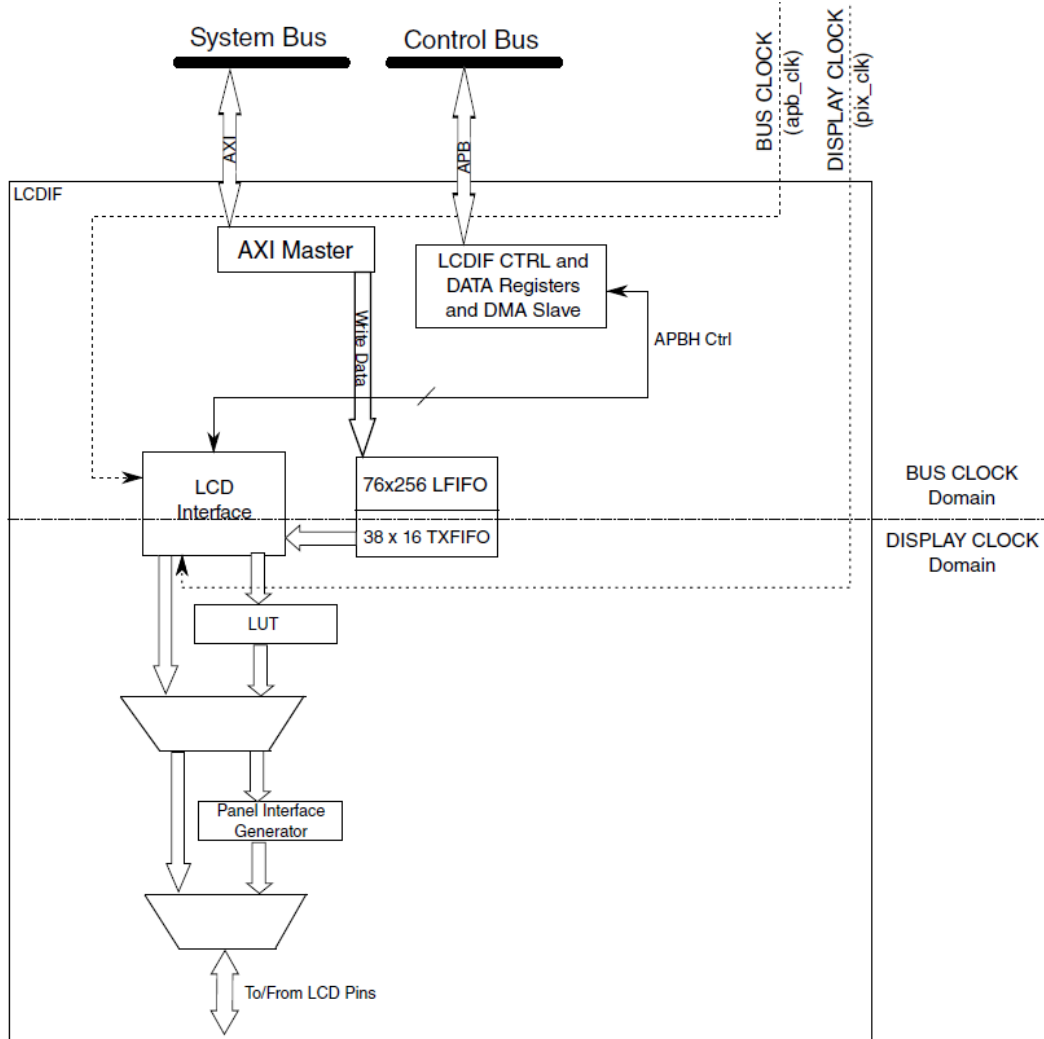 System Bus
Control Bus
BUS CLOCK
(apb_clk)
DISPLAY CLOCK
(pix_clk)
AXI
APB
LCDIF
AXI Master
LCDIF CTRL and
DATA Registers
and DMA Slave
Write Data
APBH Ctrl
LCD
Interface
76x256 LFIFO
38 x 16 TXFIFO
BUS CLOCK
Domain
DISPLAY CLOCK
Domain
LUT
Panel Interface
Generator
To/From LCD Pins